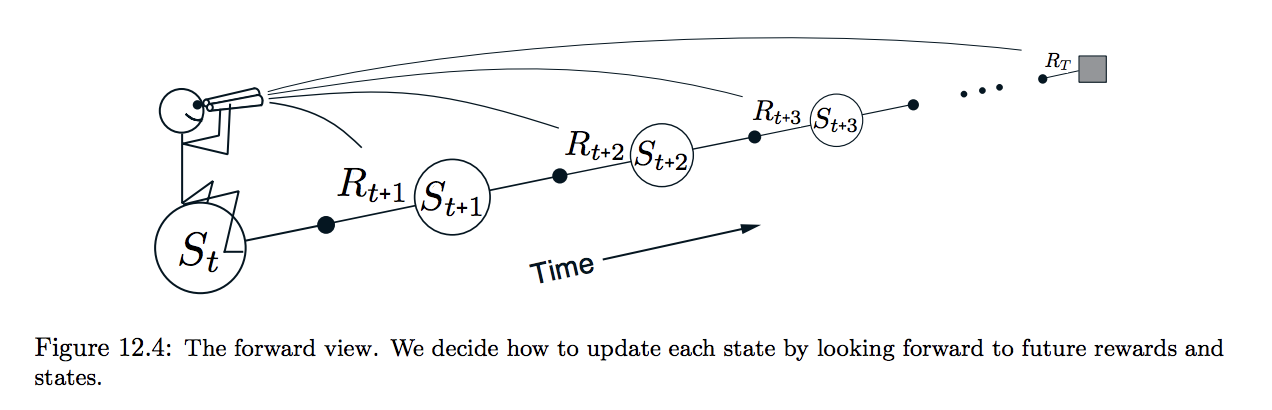 R_T
R_{t+3} S_{t+3}
R_{t+2} S_{t+2}
R_{t+1} S_{t+1}
S_t
Time
Figure 12.4: The forward view. We decide how to update each state by looking forward to future rewards and
states.